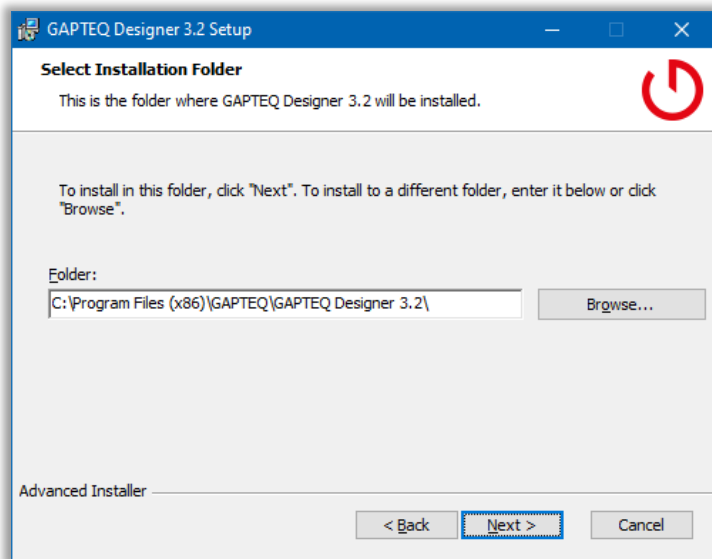 GAPTEQ Designer 3.2 Setup
Select Installation Folder
This is the folder where GAPTEQ Designer 3.2 will be installed.
To install in this folder, click "Next". To install to a different folder, enter it below or click
"Browse".
Folder:
C:\Program Files (x86)\GAPTEQ\GAPTEQ Designer 3.2\
Browse...
Advanced Installer
< Back
Next >
Cancel